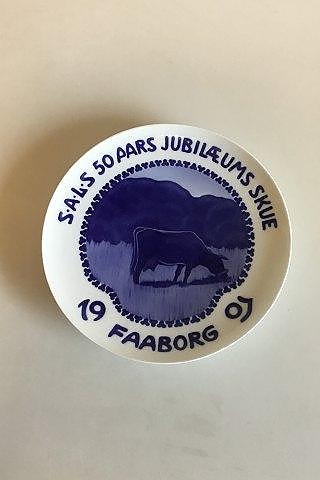 S.A.L.S 50 AARS JUBILÆUMS SKUE
19 07
FAABORG